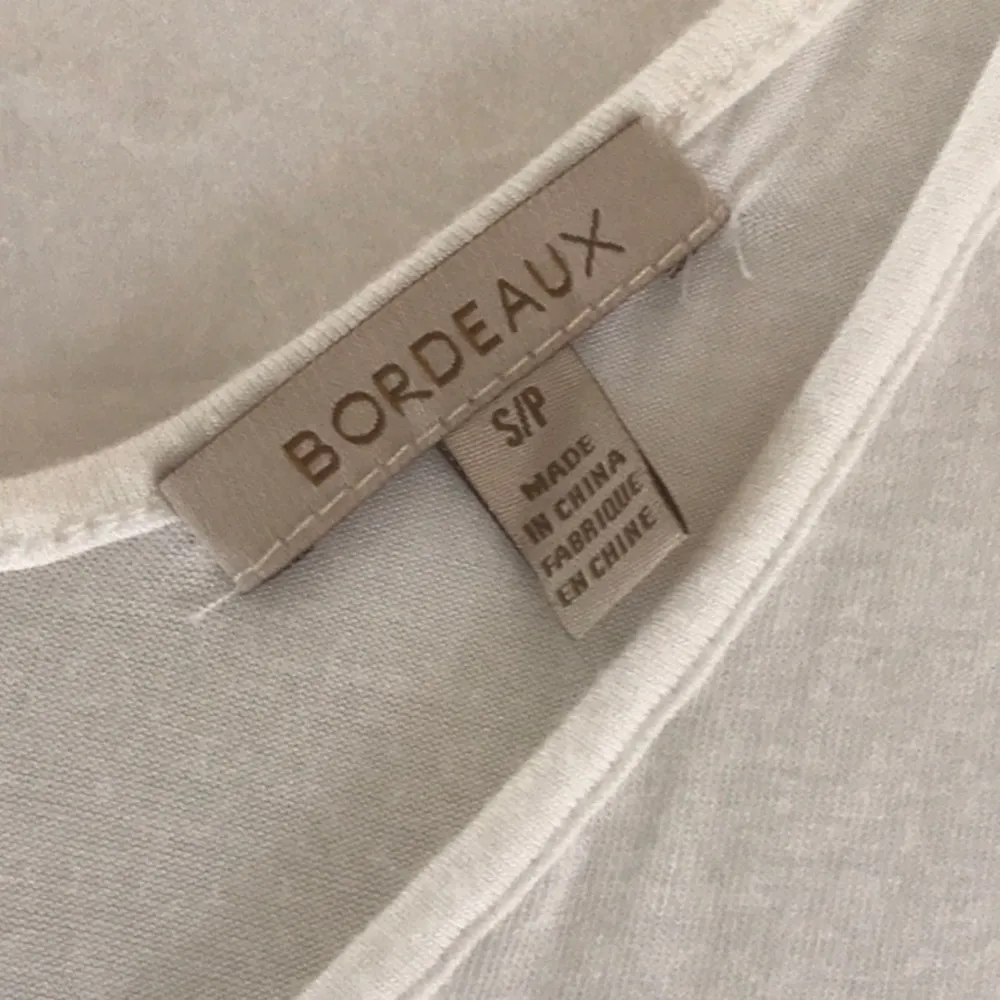 BORDEAUX
S/P
MADE
IN CHINA
FABRIQUE
EN CHINE